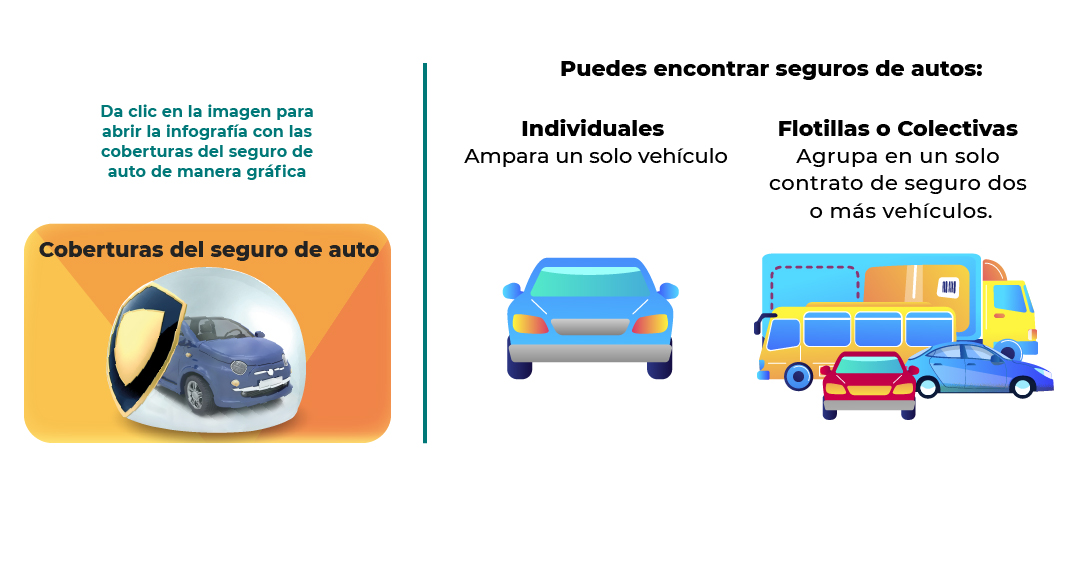 Da clic en la imagen para
abrir la infografía con las
coberturas del seguro de
auto de manera gráfica
Coberturas del seguro de auto
Puedes encontrar seguros de autos:
Individuales
Ampara un solo vehículo
Flotillas o Colectivas
Agrupa en un solo
contrato de seguro dos
o más vehículos.